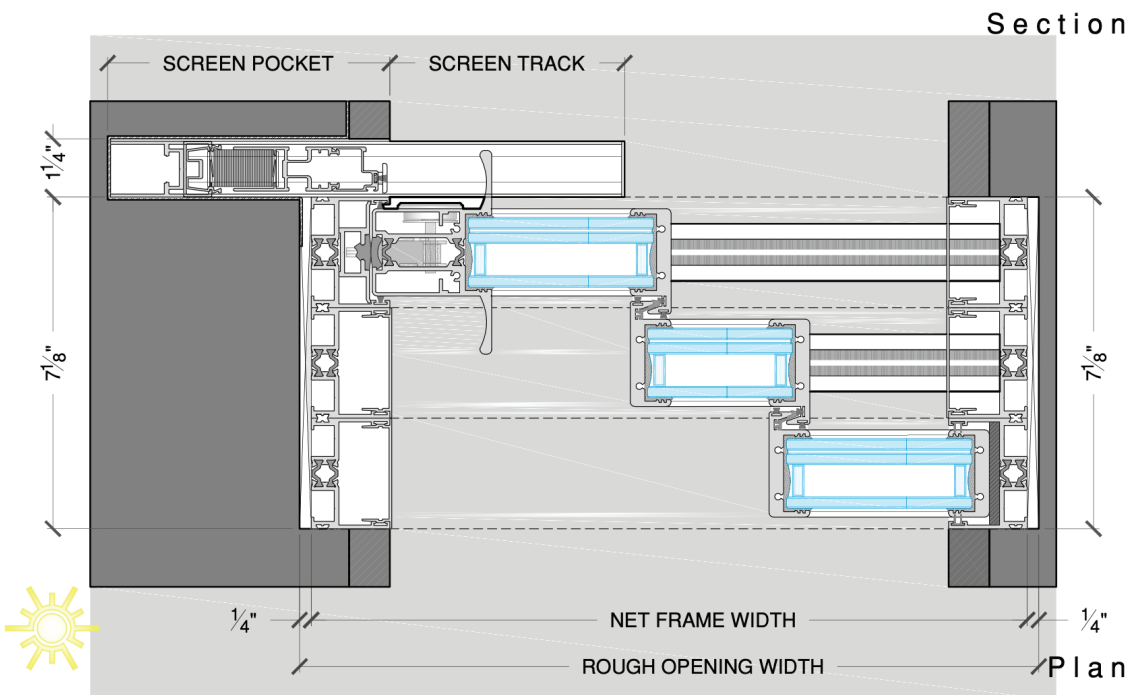 Section
SCREEN POCKET
SCREEN TRACK
1¼"
7⅛"
7⅛"
¼"
NET FRAME WIDTH
¼"
ROUGH OPENING WIDTH
Plan